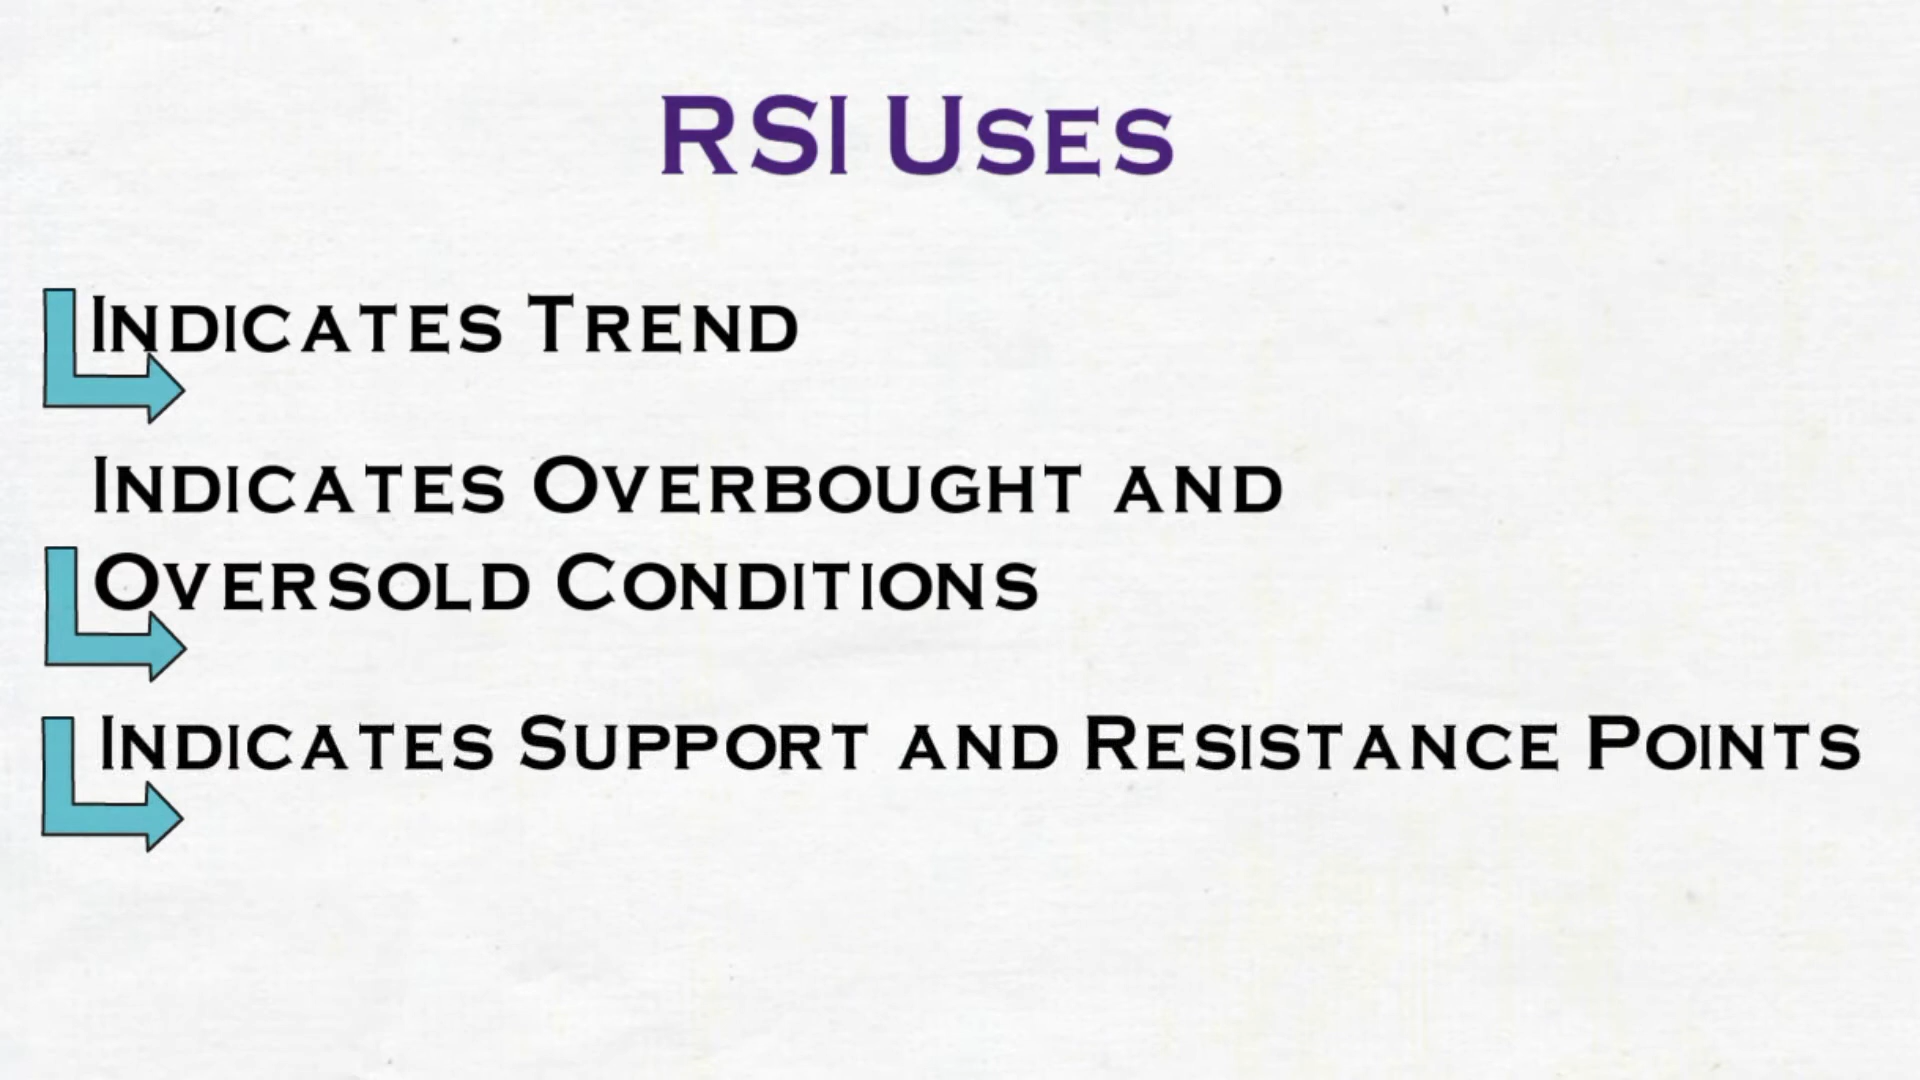 RSI Uses
Indicates Trend
Indicates Overbought and
Oversold Conditions
Indicates Support and Resistance Points